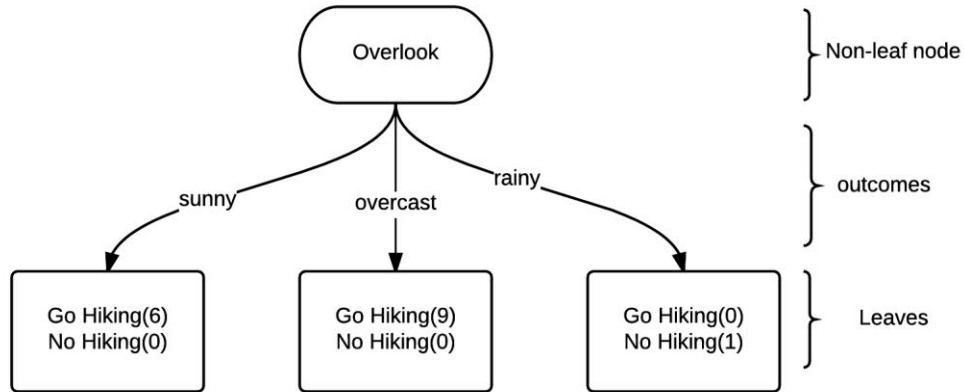 Overlook
Non-leaf node
sunny
overcast
rainy
outcomes
Go Hiking(6)
No Hiking(0)
Go Hiking(9)
No Hiking(0)
Go Hiking(0)
No Hiking(1)
Leaves